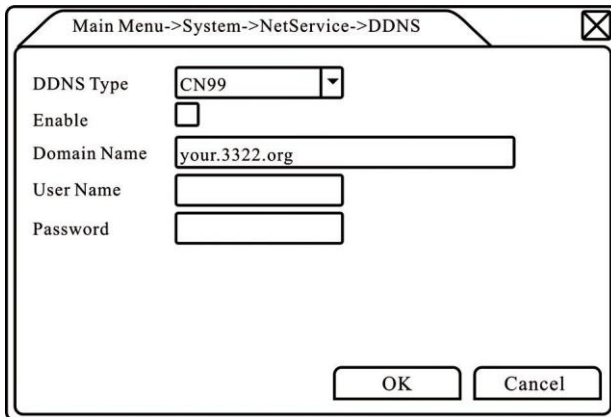 Main Menu->System->NetService->DDNS
DDNS Type CN99
Enable
Domain Name your.3322.org
User Name
Password
OK Cancel